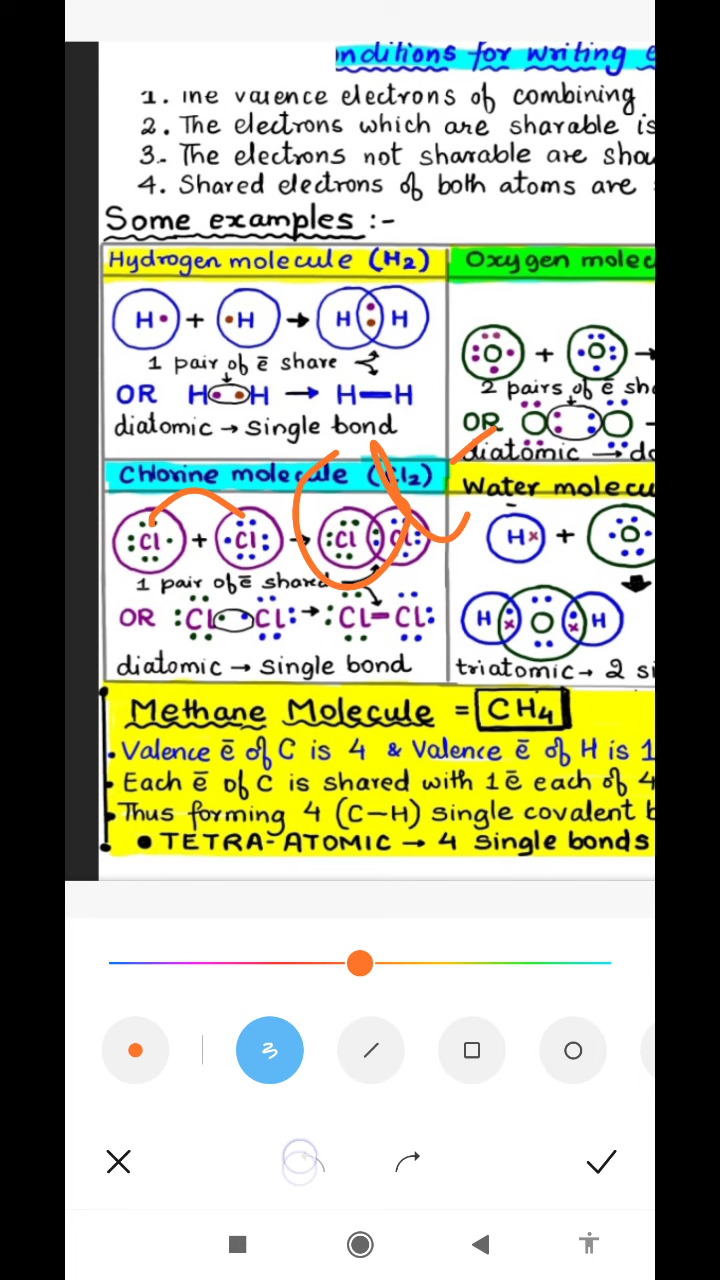 nditions for writing e
1. The valence electrons of combining
2. The electrons which are sharable is
3. The electrons not sharable are shou
4. Shared electrons of both atoms are
Some examples :-
Hydrogen molecule (H₂)
H• + •H → H : H
1 pair of ē share
OR H••H → H—H
diatomic → single bond
Oxygen molec
O + O →
2 pairs of ē sh
OR O O
diatomic → do
Chlorine molecule (Cl₂)
:Cl· + ·Cl: → :Cl : Cl:
1 pair of ē shared
OR :Cl· ·Cl: → :Cl–Cl:
diatomic → single bond
Water molecu
Hx + O
H x O x H
triatomic → 2 si
Methane Molecule = CH₄
• Valence ē of C is 4 & Valence ē of H is 1
• Each ē of C is shared with 1ē each of 4
• Thus forming 4 (C–H) single covalent b
● TETRA-ATOMIC → 4 single bonds